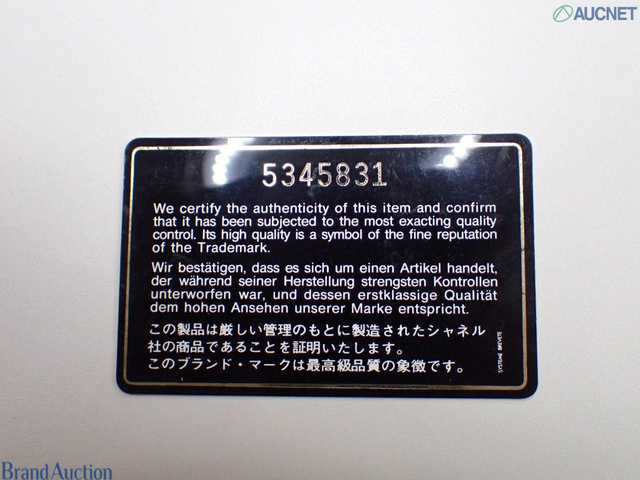 AUCNET
5345831
We certify the authenticity of this item and confirm
that it has been subjected to the most exacting quality
control. Its high quality is a symbol of the fine reputation
of the Trademark.
Wir bestätigen, dass es sich um einen Artikel handelt,
der während seiner Herstellung strengsten Kontrollen
unterworfen war, und dessen erstklassige Qualität
dem hohen Ansehen unserer Marke entspricht.
この製品は厳しい管理のもとに製造されたシャネル
社の商品であることを証明いたします。
このブランド・マークは最高級品質の象徴です。
SYSTEME BREVETE
Brand Auction